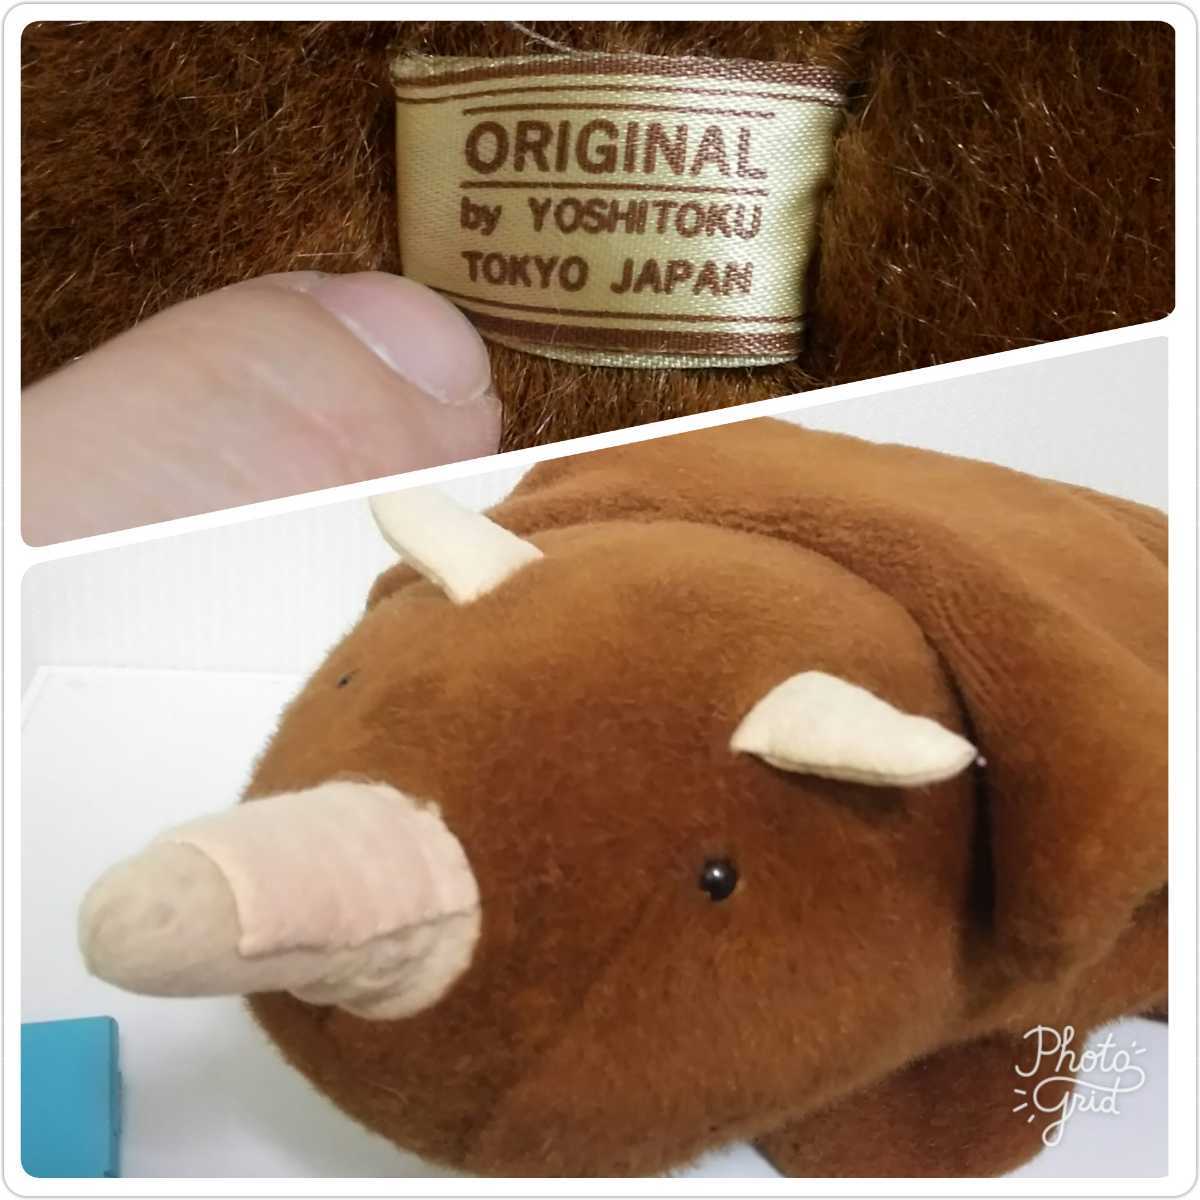 ORIGINAL
by YOSHITOKU
TOKYO JAPAN
Photo
Grid